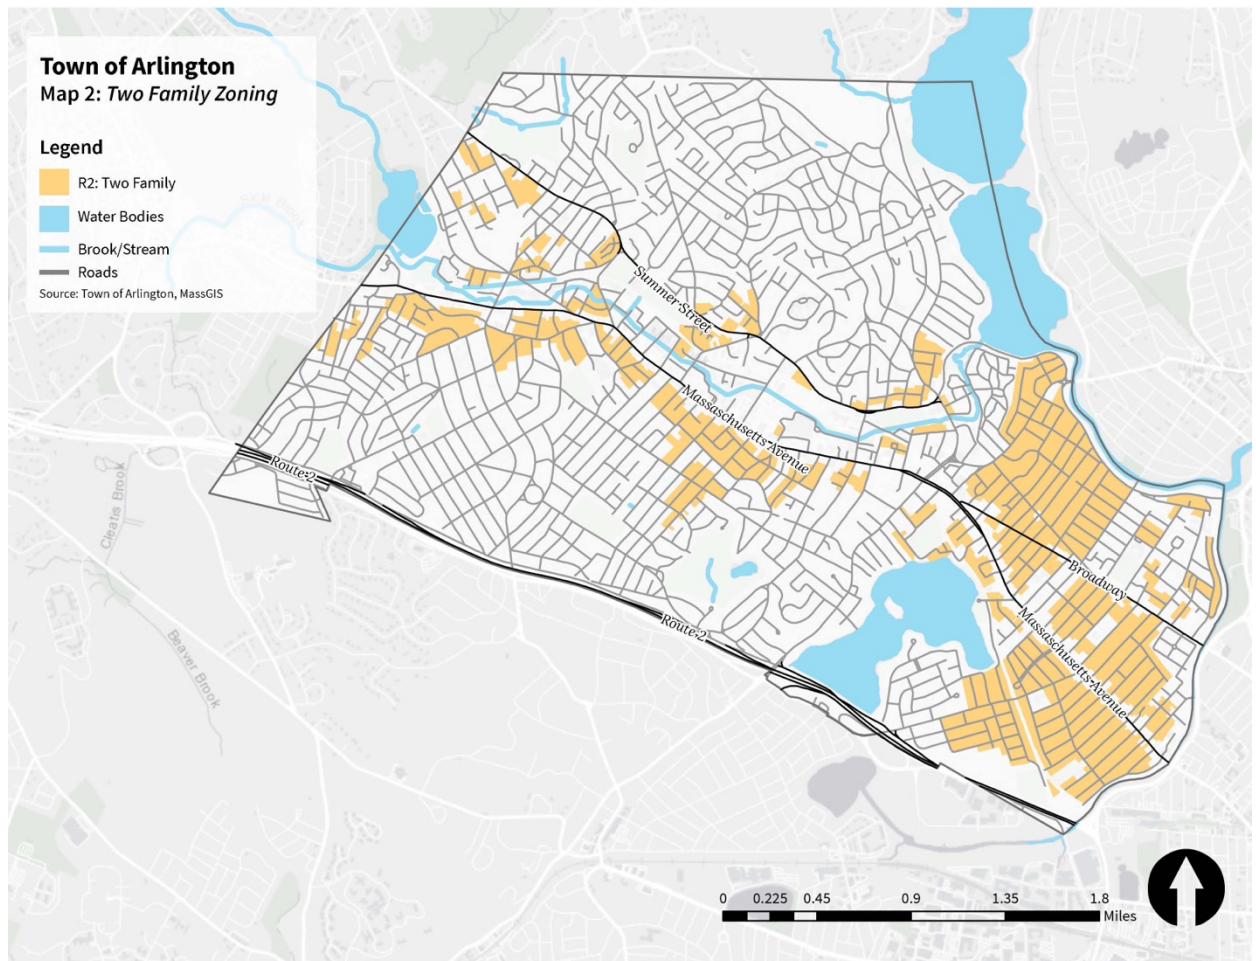 Town of Arlington
Map 2: Two Family Zoning
Legend
R2: Two Family
Water Bodies
Brook/Stream
Roads
Source: Town of Arlington, MassGIS
Summer Street
Massachusetts Avenue
Route 2
Cleatis Brook
Beaver Brook
Route 2
Broadway
Massachusetts Avenue
0 0.225 0.45 0.9 1.35 1.8
Miles